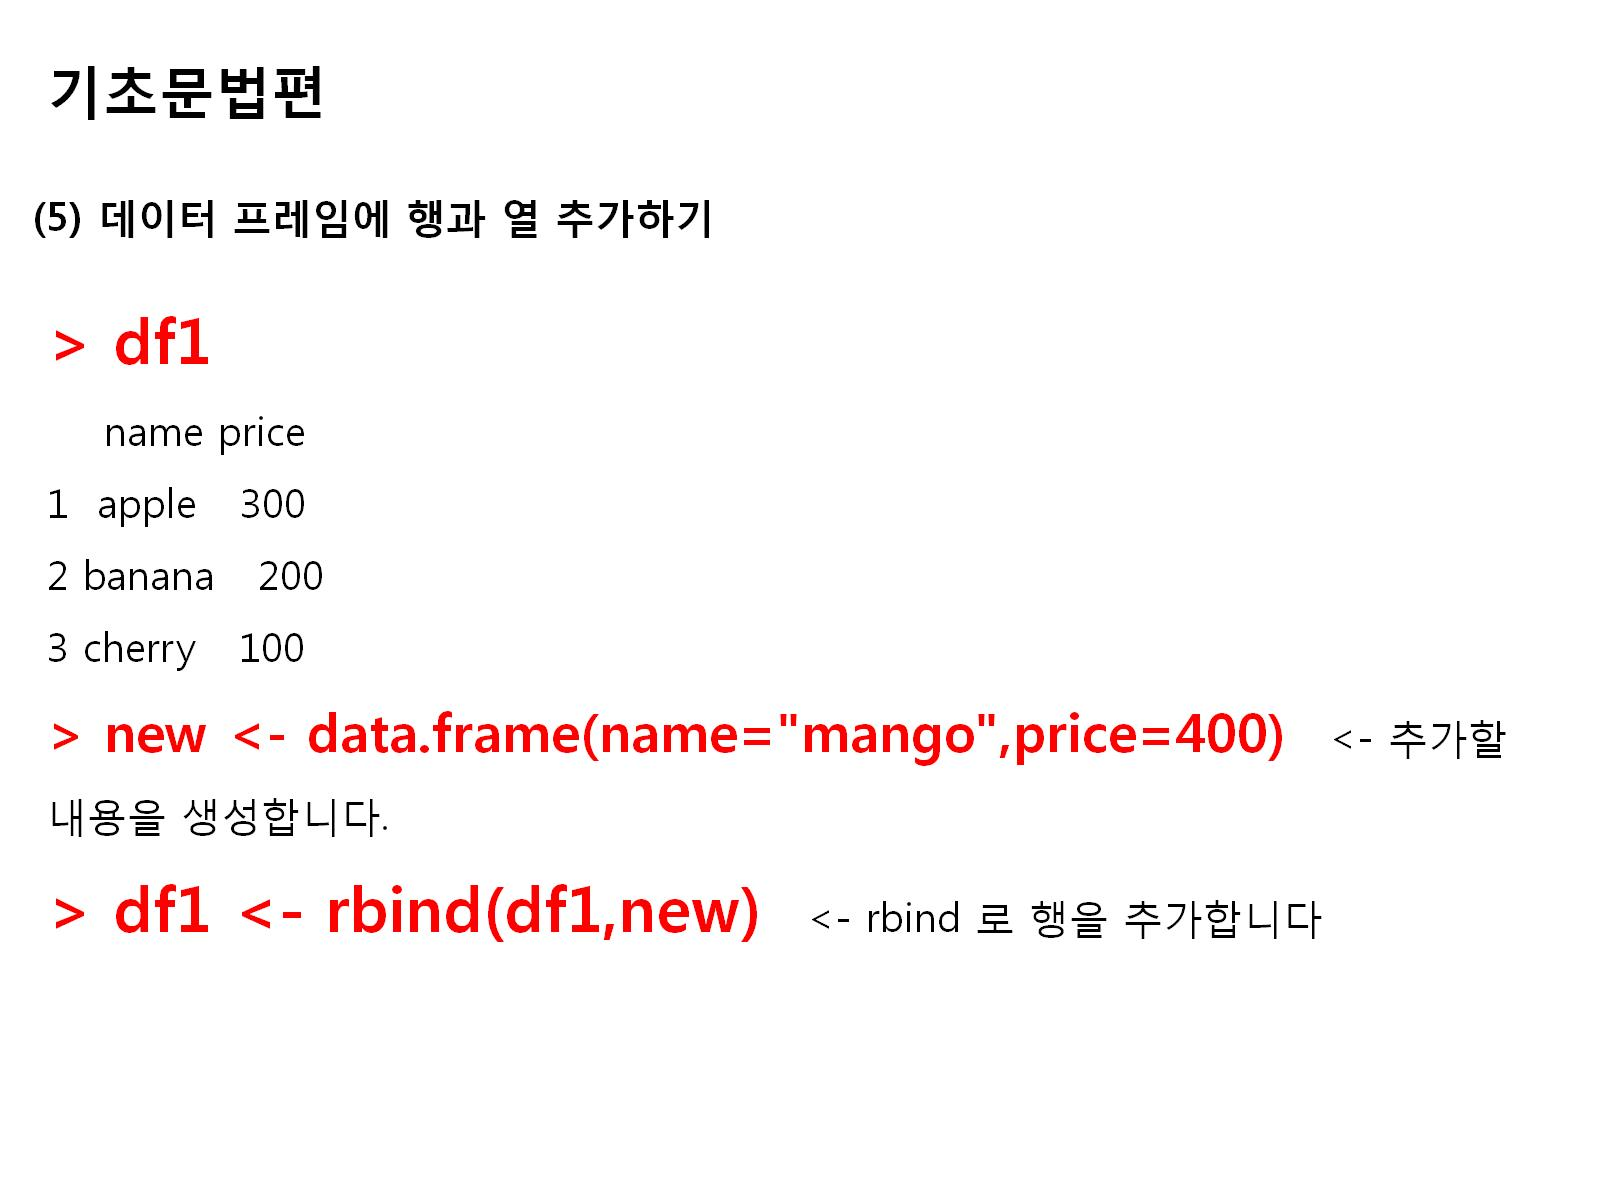 기초문법편
(5) 데이터 프레임에 행과 열 추가하기
> df1
name price
1 apple 300
2 banana 200
3 cherry 100
> new <- data.frame(name="mango",price=400) <- 추가할
내용을 생성합니다.
> df1 <- rbind(df1,new) <- rbind 로 행을 추가합니다